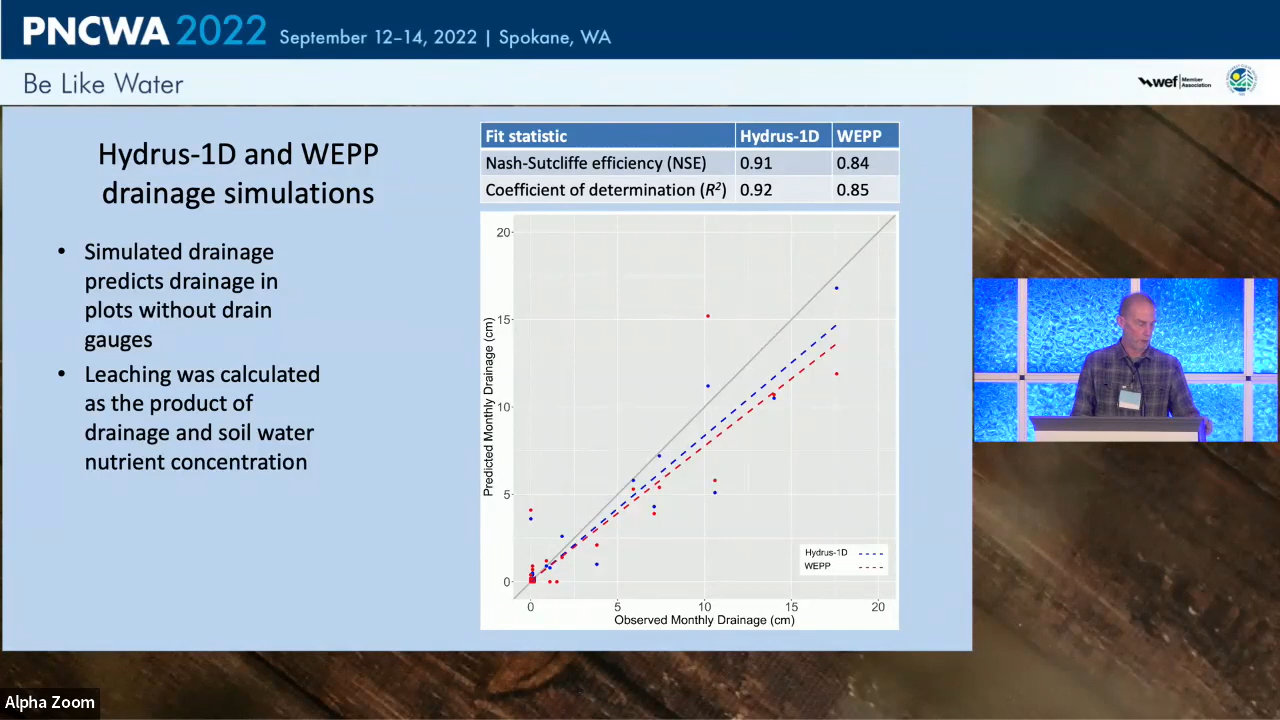 PNCWA 2022 September 12–14, 2022 | Spokane, WA
Be Like Water
wef Member Association
Hydrus-1D and WEPP
drainage simulations
• Simulated drainage
predicts drainage in
plots without drain
gauges
• Leaching was calculated
as the product of
drainage and soil water
nutrient concentration
Fit statistic Hydrus-1D WEPP
Nash-Sutcliffe efficiency (NSE) 0.91 0.84
Coefficient of determination (R²) 0.92 0.85
Predicted Monthly Drainage (cm)
20
15
10
5
0
Hydrus-1D
WEPP
0 5 10 15 20
Observed Monthly Drainage (cm)
Alpha Zoom